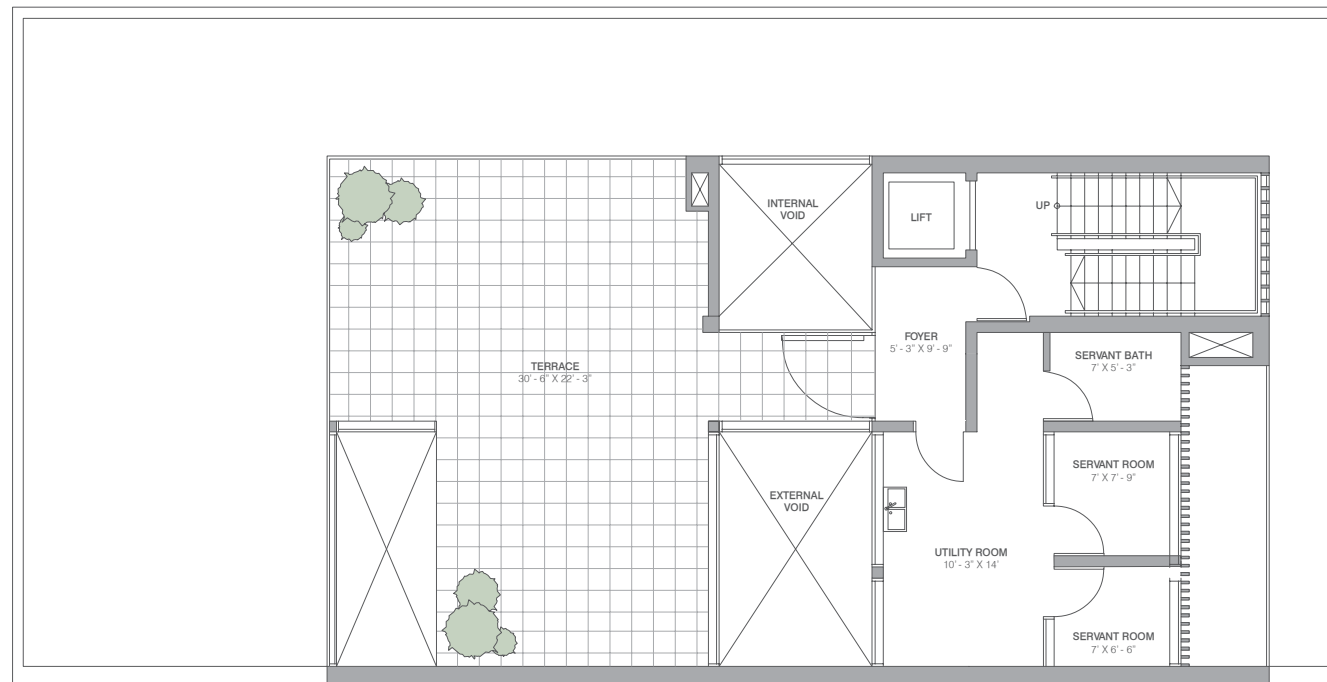 INTERNAL
VOID
LIFT
UP
FOYER
5' - 3" X 9' - 9"
SERVANT BATH
7' X 5' - 3"
TERRACE
30' - 6" X 22' - 3"
SERVANT ROOM
7' X 7' - 9"
EXTERNAL
VOID
UTILITY ROOM
10' - 3" X 14'
SERVANT ROOM
7' X 6' - 6"